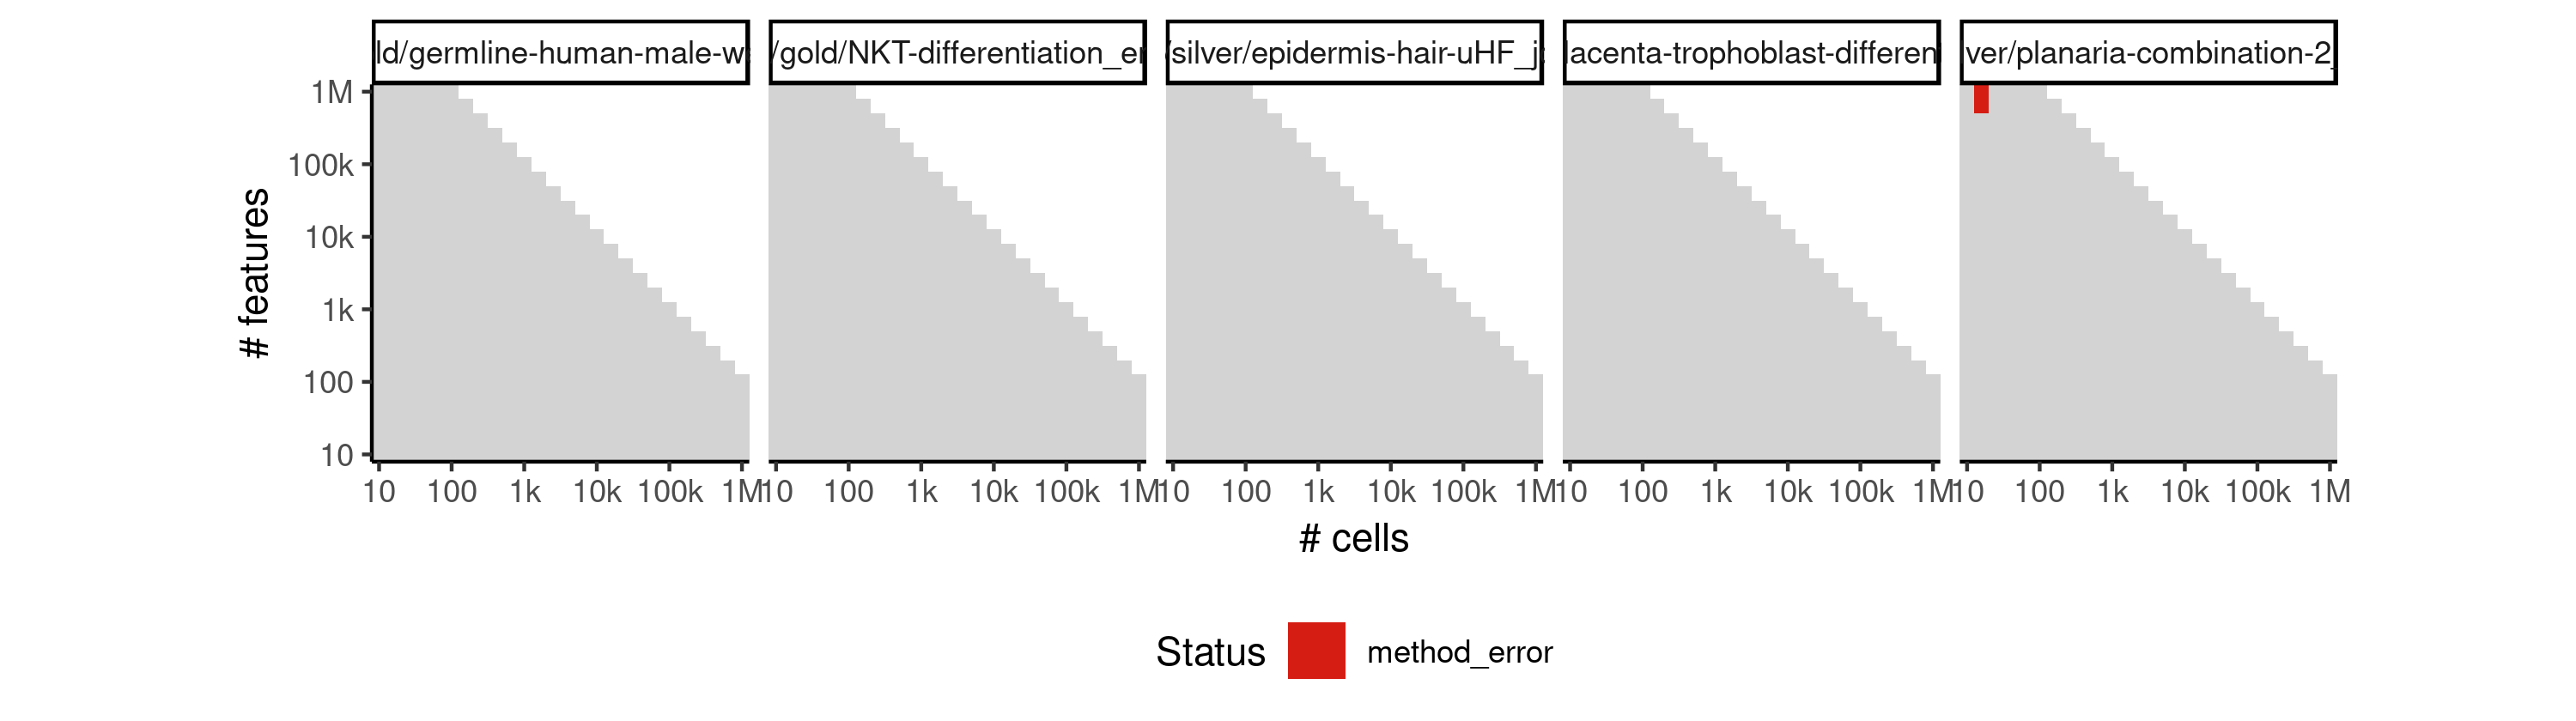 ld/germline-human-male-w
/gold/NKT-differentiation_er
/silver/epidermis-hair-uHF_j
lacenta-trophoblast-differen
ver/planaria-combination-2
1M
100k
10k
1k
100
10
# features
10 100 1k 10k 100k 1M
10 100 1k 10k 100k 1M
10 100 1k 10k 100k 1M
10 100 1k 10k 100k 1M
10 100 1k 10k 100k 1M
# cells
Status method_error